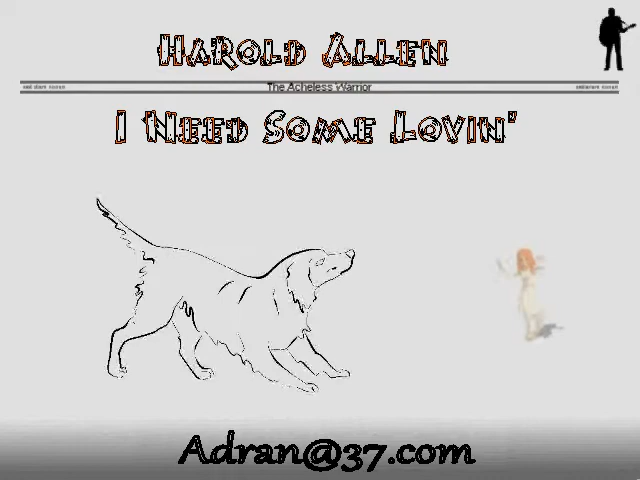 Harold Allen
The Acheless Warrior
I Need Some Lovin'
Adran@37.com